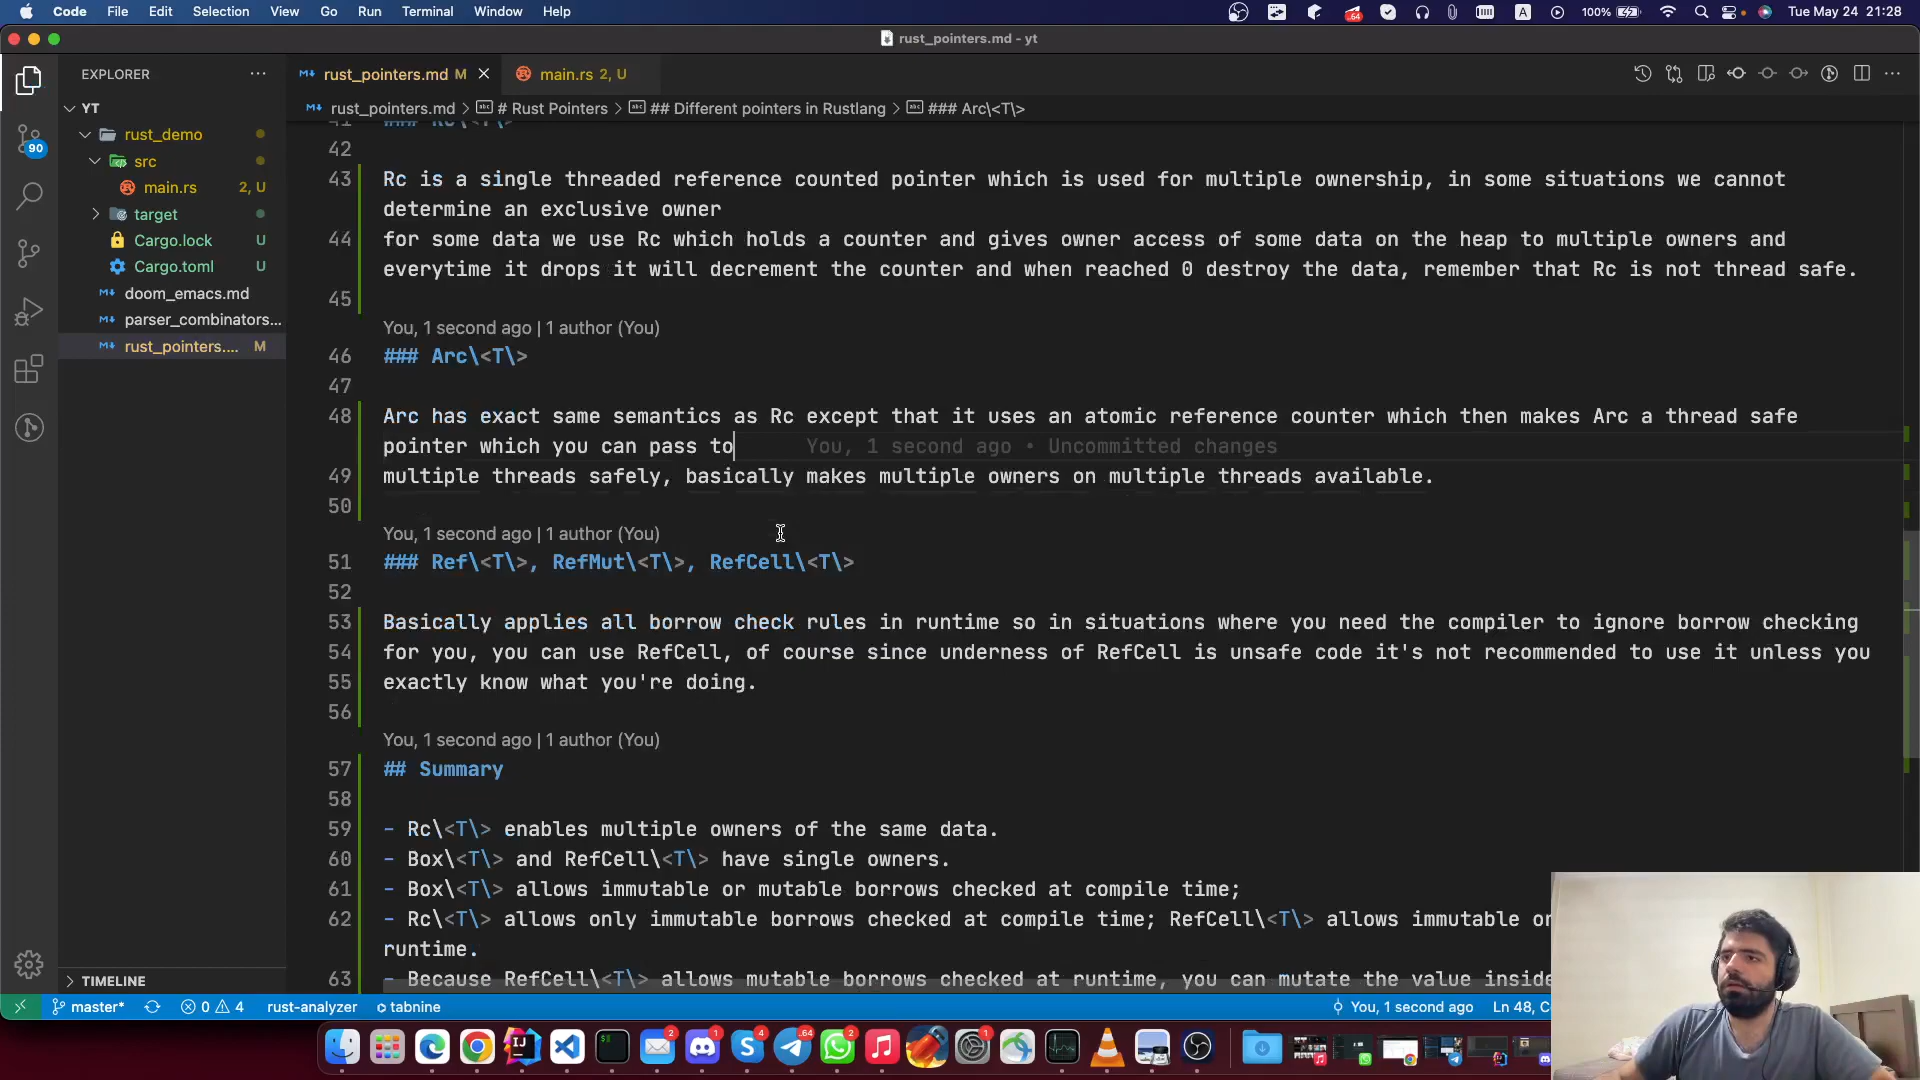 Code File Edit Selection View Go Run Terminal Window Help
A 100% Tue May 24 21:28
rust_pointers.md - yt
EXPLORER
rust_pointers.md M
main.rs 2, U
rust_pointers.md > # Rust Pointers > ## Different pointers in Rustlang > ### Arc\<T\>
YT
rust_demo
src
main.rs 2, U
target
Cargo.lock U
Cargo.toml U
doom_emacs.md
parser_combinators...
rust_pointers.... M
90
TIMELINE
41 ### Rc\<T\>
42
43 Rc is a single threaded reference counted pointer which is used for multiple ownership, in some situations we cannot
determine an exclusive owner
44 for some data we use Rc which holds a counter and gives owner access of some data on the heap to multiple owners and
everytime it drops it will decrement the counter and when reached 0 destroy the data, remember that Rc is not thread safe.
45
You, 1 second ago | 1 author (You)
46 ### Arc\<T\>
47
48 Arc has exact same semantics as Rc except that it uses an atomic reference counter which then makes Arc a thread safe
pointer which you can pass to You, 1 second ago • Uncommitted changes
49 multiple threads safely, basically makes multiple owners on multiple threads available.
50
You, 1 second ago | 1 author (You)
51 ### Ref\<T\>, RefMut\<T\>, RefCell\<T\>
52
53 Basically applies all borrow check rules in runtime so in situations where you need the compiler to ignore borrow checking
54 for you, you can use RefCell, of course since underness of RefCell is unsafe code it's not recommended to use it unless you
55 exactly know what you're doing.
56
You, 1 second ago | 1 author (You)
57 ## Summary
58
59 - Rc\<T\> enables multiple owners of the same data.
60 - Box\<T\> and RefCell\<T\> have single owners.
61 - Box\<T\> allows immutable or mutable borrows checked at compile time;
62 - Rc\<T\> allows only immutable borrows checked at compile time; RefCell\<T\> allows immutable or
runtime.
63 - Because RefCell\<T\> allows mutable borrows checked at runtime, you can mutate the value inside
master* 0 4 rust-analyzer tabnine You, 1 second ago Ln 48, C